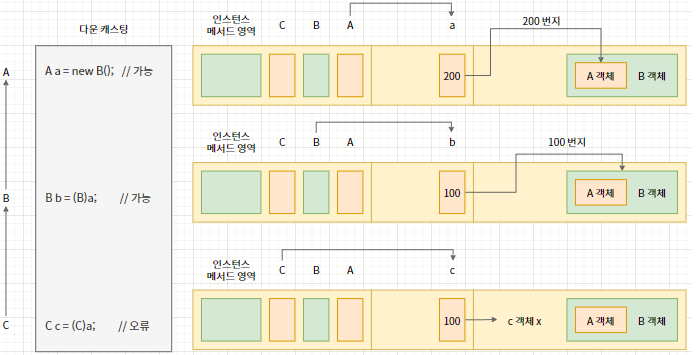 다운 캐스팅
A
B
C
A a = new B(); // 가능
B b = (B)a; // 가능
C c = (C)a; // 오류
인스턴스
메서드 영역
C B A a
200 번지
200
A 객체
B 객체
인스턴스
메서드 영역
C B A b
100 번지
100
A 객체
B 객체
인스턴스
메서드 영역
C B A c
100
c 객체 x
A 객체
B 객체